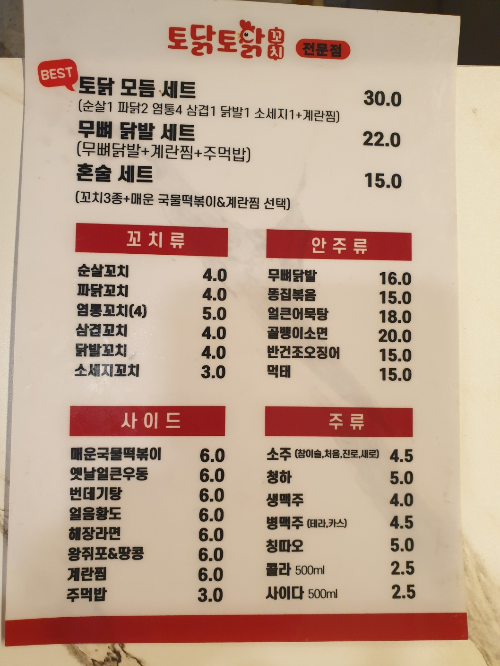 토닭토닭 꼬치 전문점
BEST
토닭 모듬 세트 30.0
(순살1 파닭2 염통4 삼겹1 닭발1 소세지1+계란찜)
무뼈 닭발 세트 22.0
(무뼈닭발+계란찜+주먹밥)
혼술 세트 15.0
(꼬치3종+매운 국물떡볶이&계란찜 선택)
꼬치류
순살꼬치 4.0
파닭꼬치 4.0
염통꼬치(4) 5.0
삼겹꼬치 4.0
닭발꼬치 4.0
소세지꼬치 3.0
안주류
무뼈닭발 16.0
똥집볶음 15.0
얼큰어묵탕 18.0
골뱅이소면 20.0
반건조오징어 15.0
먹태 15.0
사이드
매운국물떡볶이 6.0
옛날얼큰우동 6.0
번데기탕 6.0
얼음황도 6.0
해장라면 6.0
왕쥐포&땅콩 6.0
계란찜 6.0
주먹밥 3.0
주류
소주 (참이슬,처음,진로,새로) 4.5
청하 5.0
생맥주 4.0
병맥주 (테라,카스) 4.5
칭따오 5.0
콜라 500ml 2.5
사이다 500ml 2.5